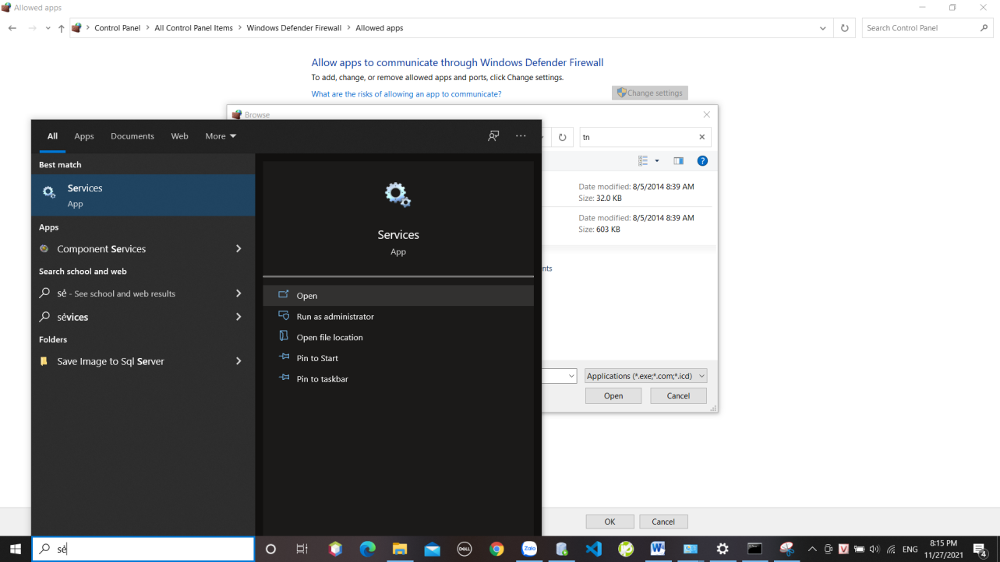 Allowed apps
Control Panel > All Control Panel Items > Windows Defender Firewall > Allowed apps
Search Control Panel
Allow apps to communicate through Windows Defender Firewall
To add, change, or remove allowed apps and ports, click Change settings.
What are the risks of allowing an app to communicate?
Change settings
Browse
tn
Date modified: 8/5/2014 8:39 AM
Size: 32.0 KB
Date modified: 8/5/2014 8:39 AM
Size: 603 KB
nts
Applications (*.exe;*.com;*.icd)
Open
Cancel
All
Apps
Documents
Web
More
Best match
Services
App
Apps
Component Services
Search school and web
sẻ - See school and web results
sẻvices
Folders
Save Image to Sql Server
Services
App
Open
Run as administrator
Open file location
Pin to Start
Pin to taskbar
OK
Cancel
sẻ
DELL
Zalo
V
ENG
8:15 PM
11/27/2021
4